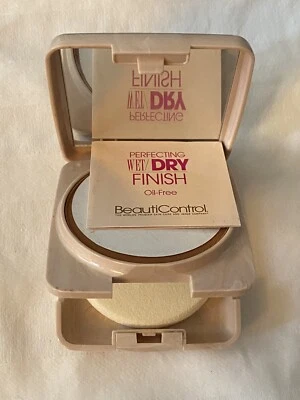 PERFECTING
WET/DRY
FINISH
Oil-Free
BeautiControl